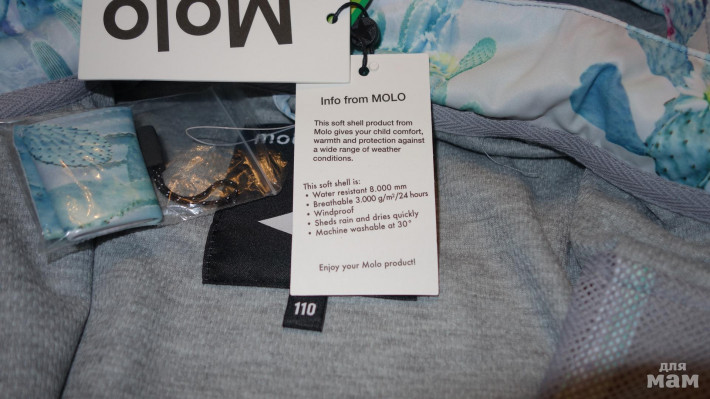 Molo
Info from MOLO
This soft shell product from
Molo gives your child comfort,
warmth and protection against
a wide range of weather
conditions.
This soft shell is:
• Water resistant 8.000 mm
• Breathable 3.000 g/m²/24 hours
• Windproof
• Sheds rain and dries quickly
• Machine washable at 30°
Enjoy your Molo product!
mo
110
для
мам